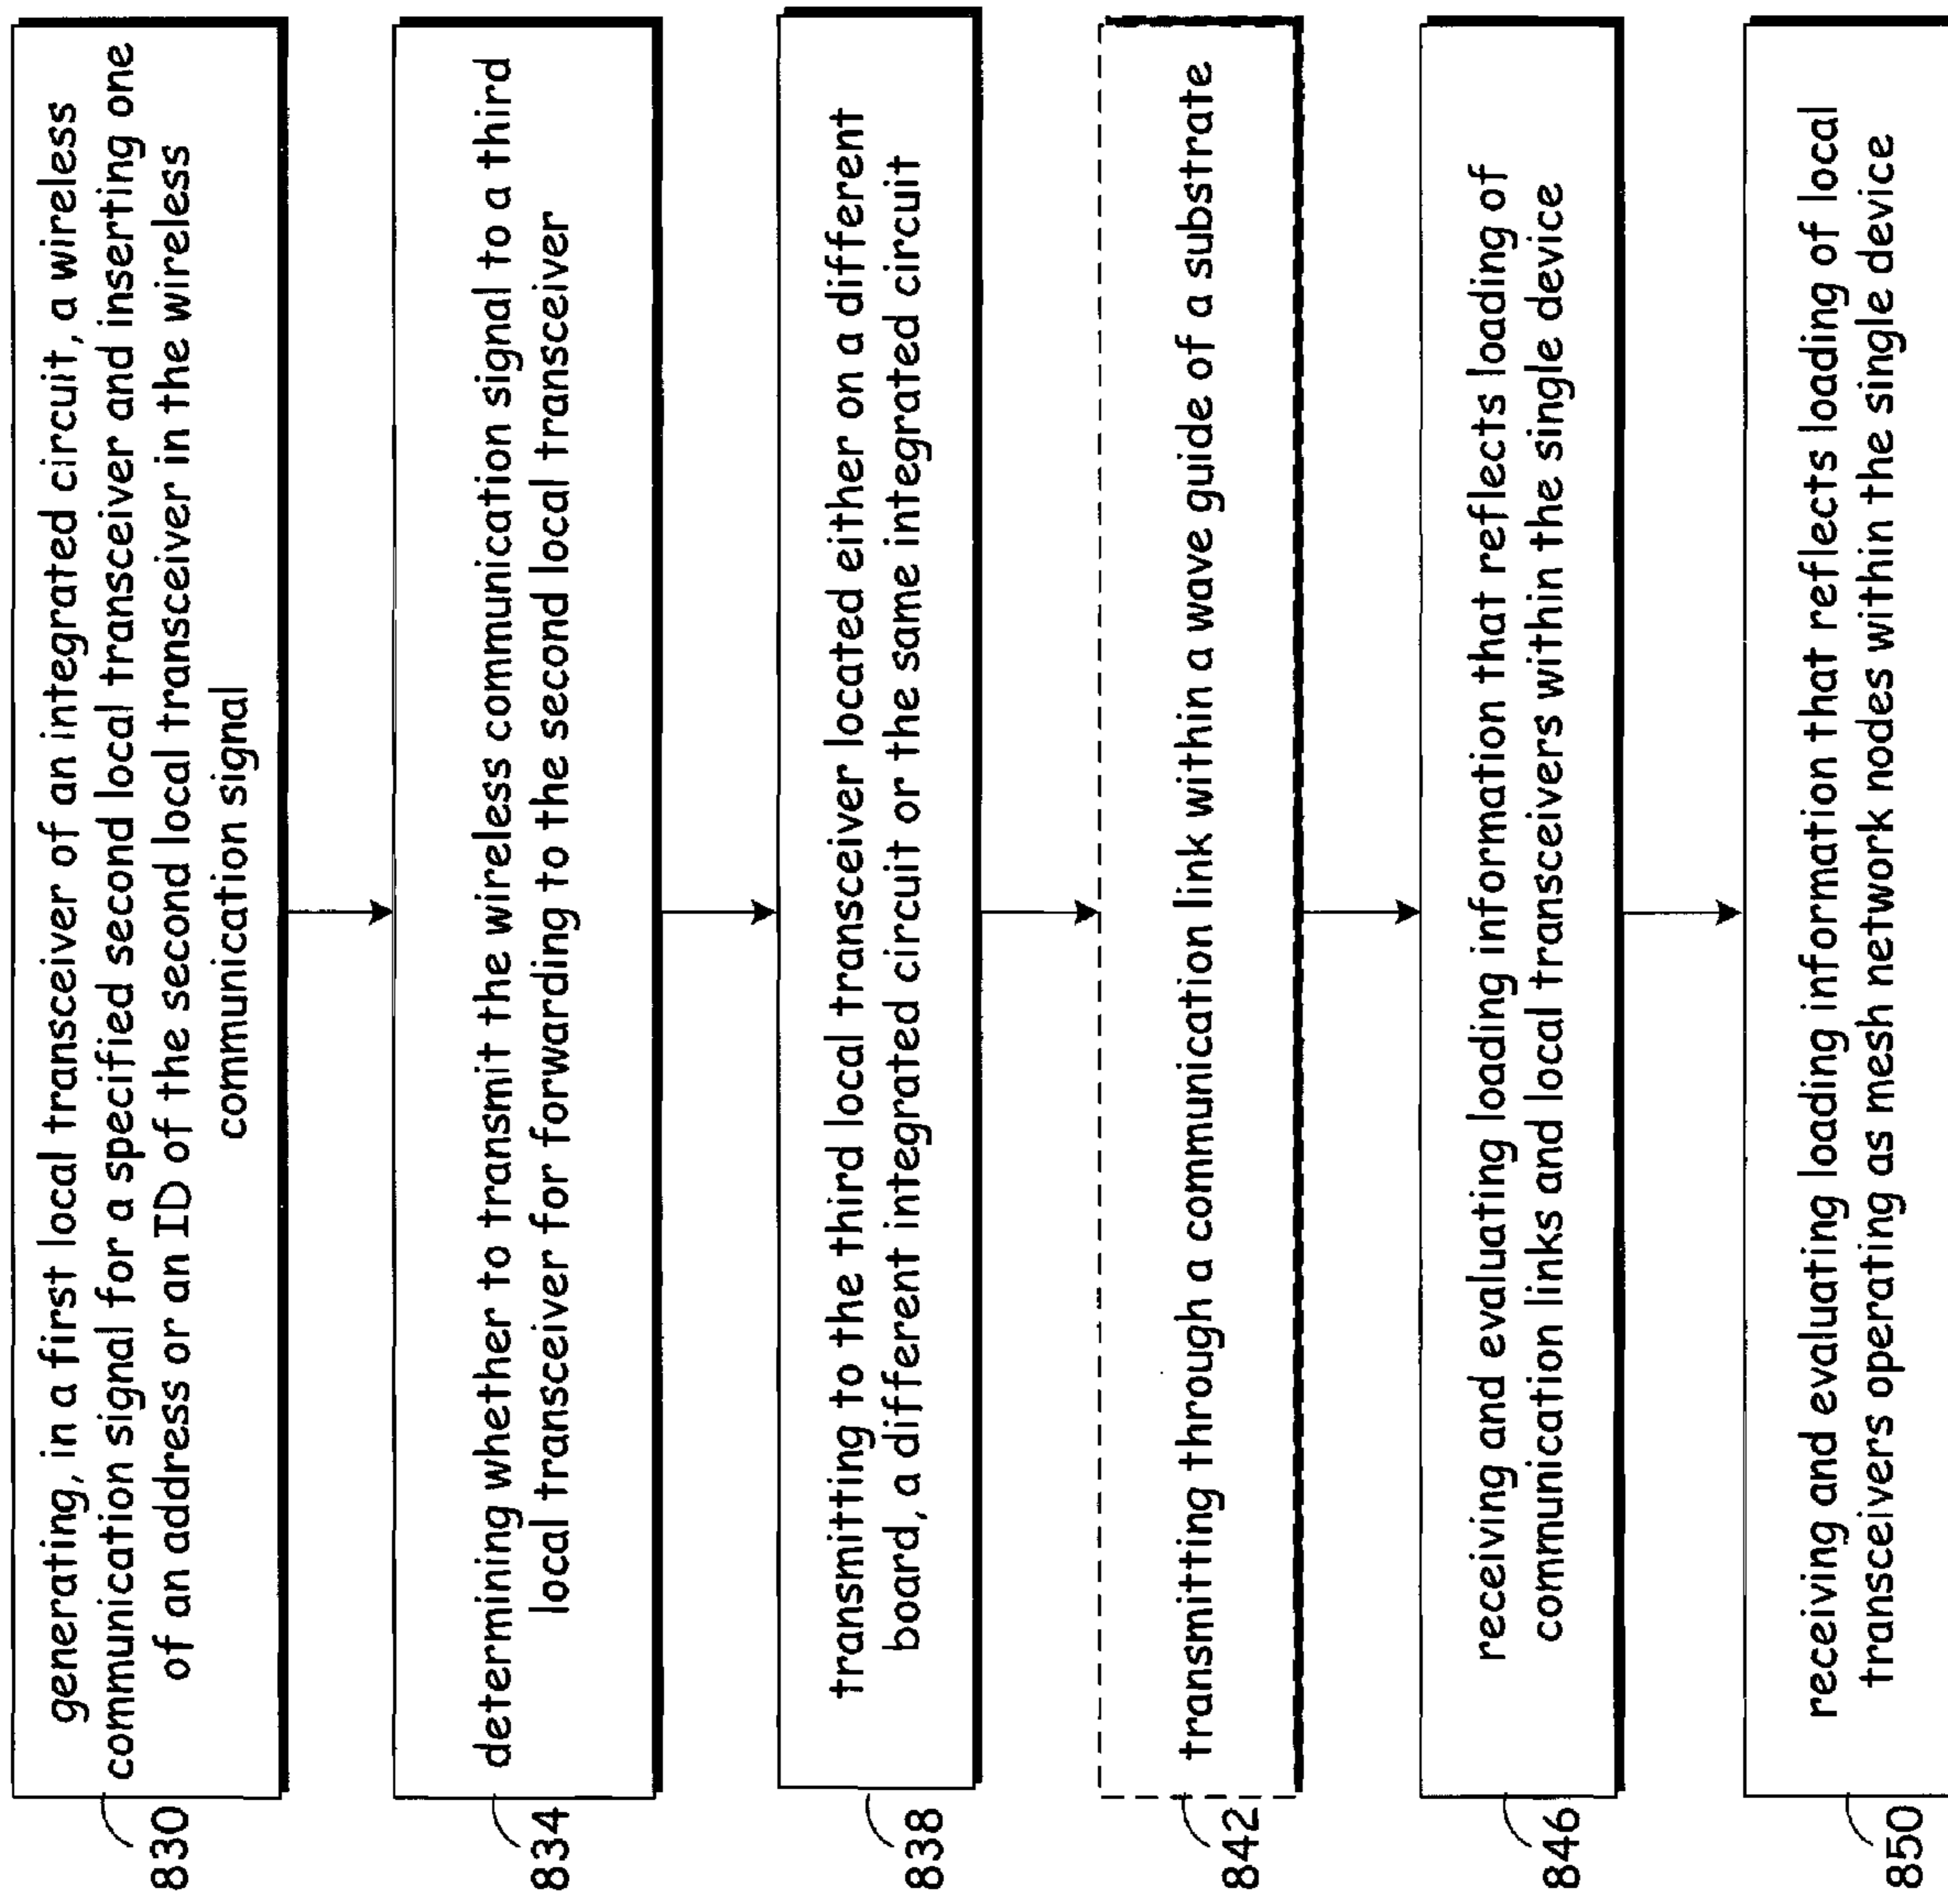 generating, in a first local transceiver of an integrated circuit, a wireless
communication signal for a specified second local transceiver and inserting one
of an address or an ID of the second local transceiver in the wireless
communication signal
830
determining whether to transmit the wireless communication signal to a third
local transceiver for forwarding to the second local transceiver
834
transmitting to the third local transceiver located either on a different
board, a different integrated circuit or the same integrated circuit
838
transmitting through a communication link within a wave guide of a substrate
842
receiving and evaluating loading information that reflects loading of
communication links and local transceivers within the single device
846
receiving and evaluating loading information that reflects loading of local
transceivers operating as mesh network nodes within the single device
850